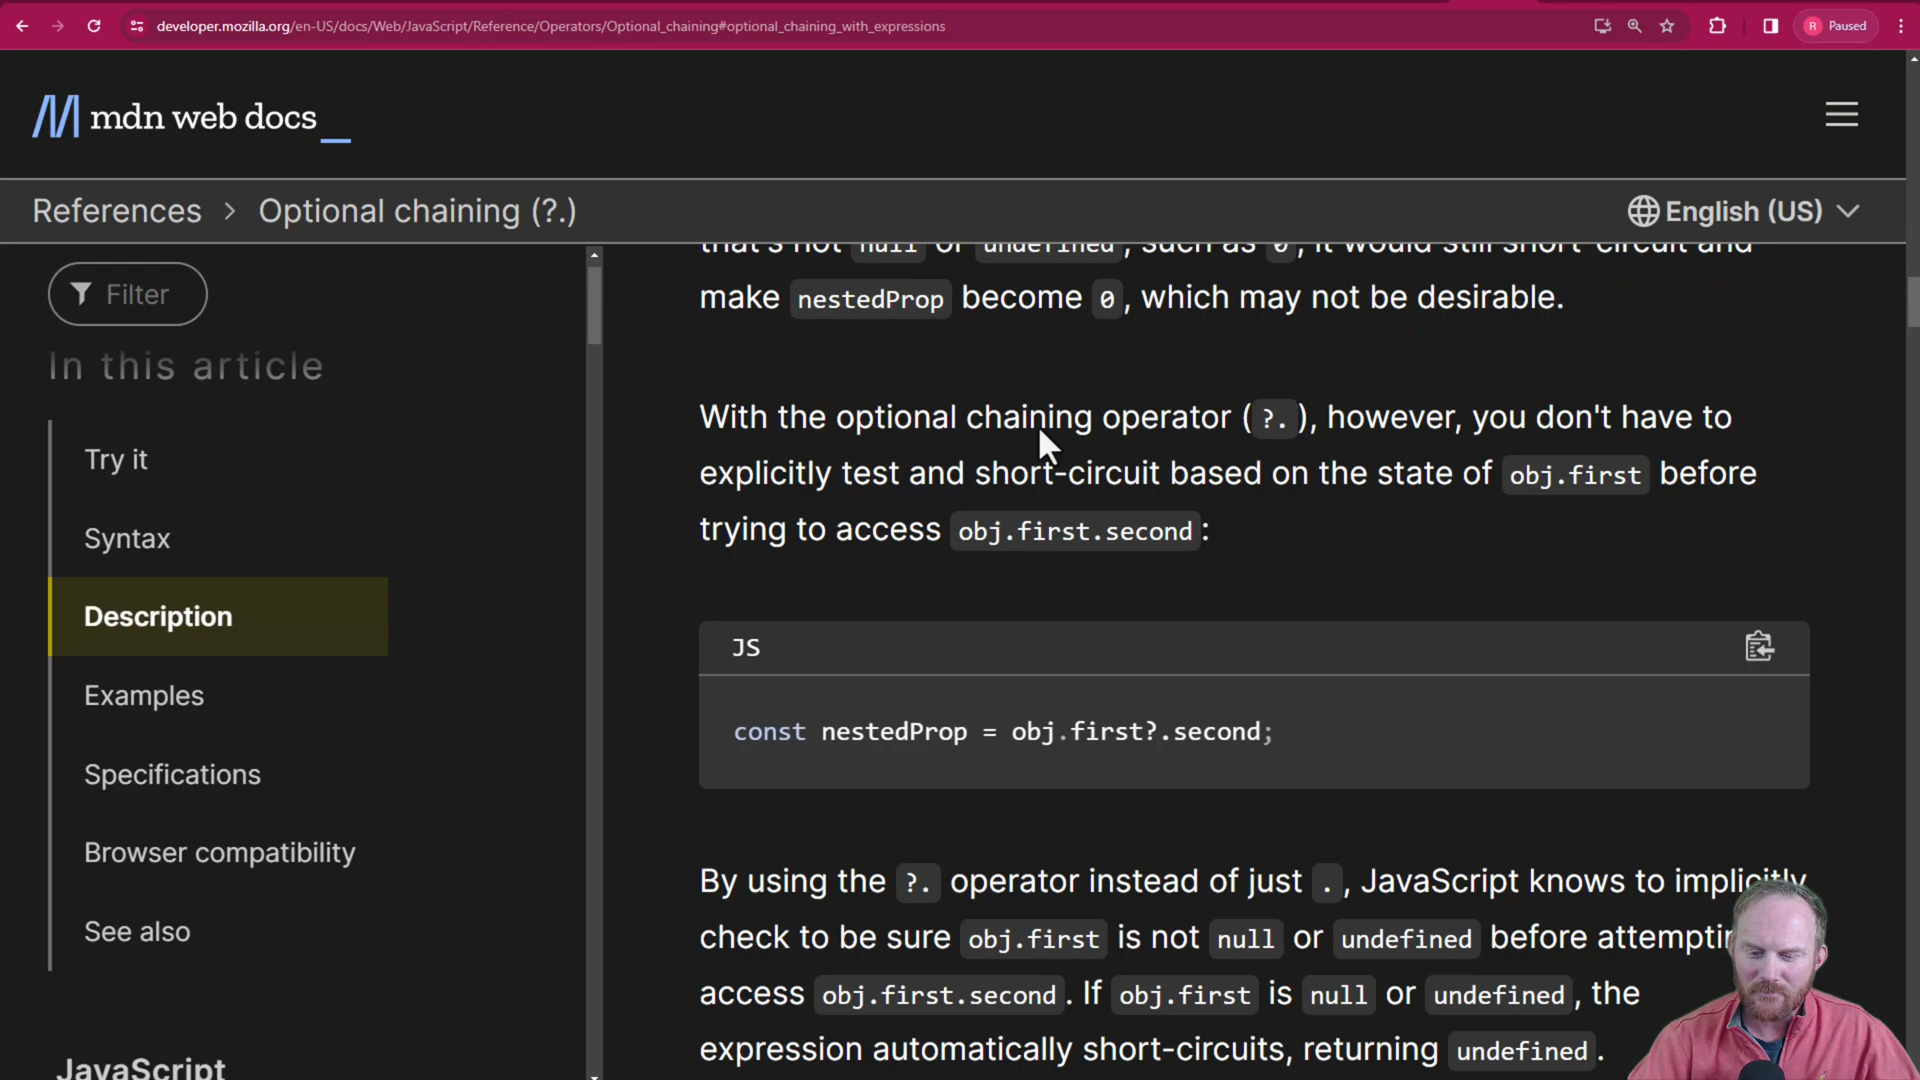 developer.mozilla.org/en-US/docs/Web/JavaScript/Reference/Operators/Optional_chaining#optional_chaining_with_expressions
R Paused
mdn web docs_
References > Optional chaining (?.)
English (US)
Filter
In this article
Try it
Syntax
Description
Examples
Specifications
Browser compatibility
See also
JavaScript
that's not null or undefined, such as 0, it would still short-circuit and
make nestedProp become 0, which may not be desirable.
With the optional chaining operator (?.), however, you don't have to
explicitly test and short-circuit based on the state of obj.first before
trying to access obj.first.second:
JS
const nestedProp = obj.first?.second;
By using the ?. operator instead of just ., JavaScript knows to implicitly
check to be sure obj.first is not null or undefined before
access obj.first.second. If obj.first is null or undefined, the
expression automatically short-circuits, returning undefined.